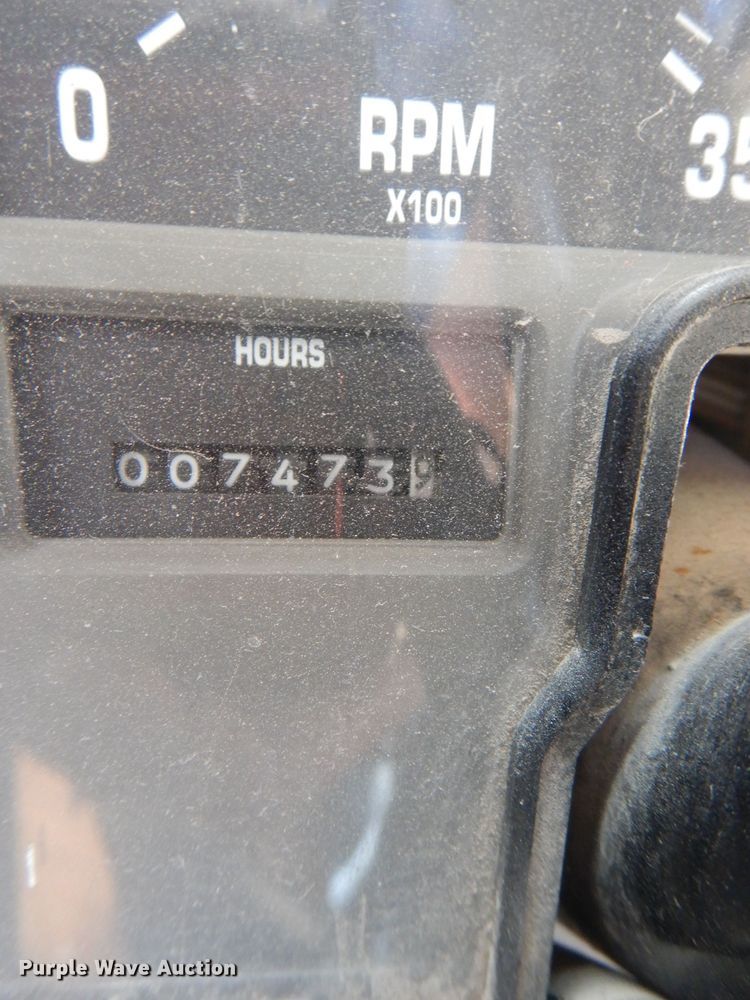 0 RPM 35
X100
HOURS
007473
Purple Wave Auction